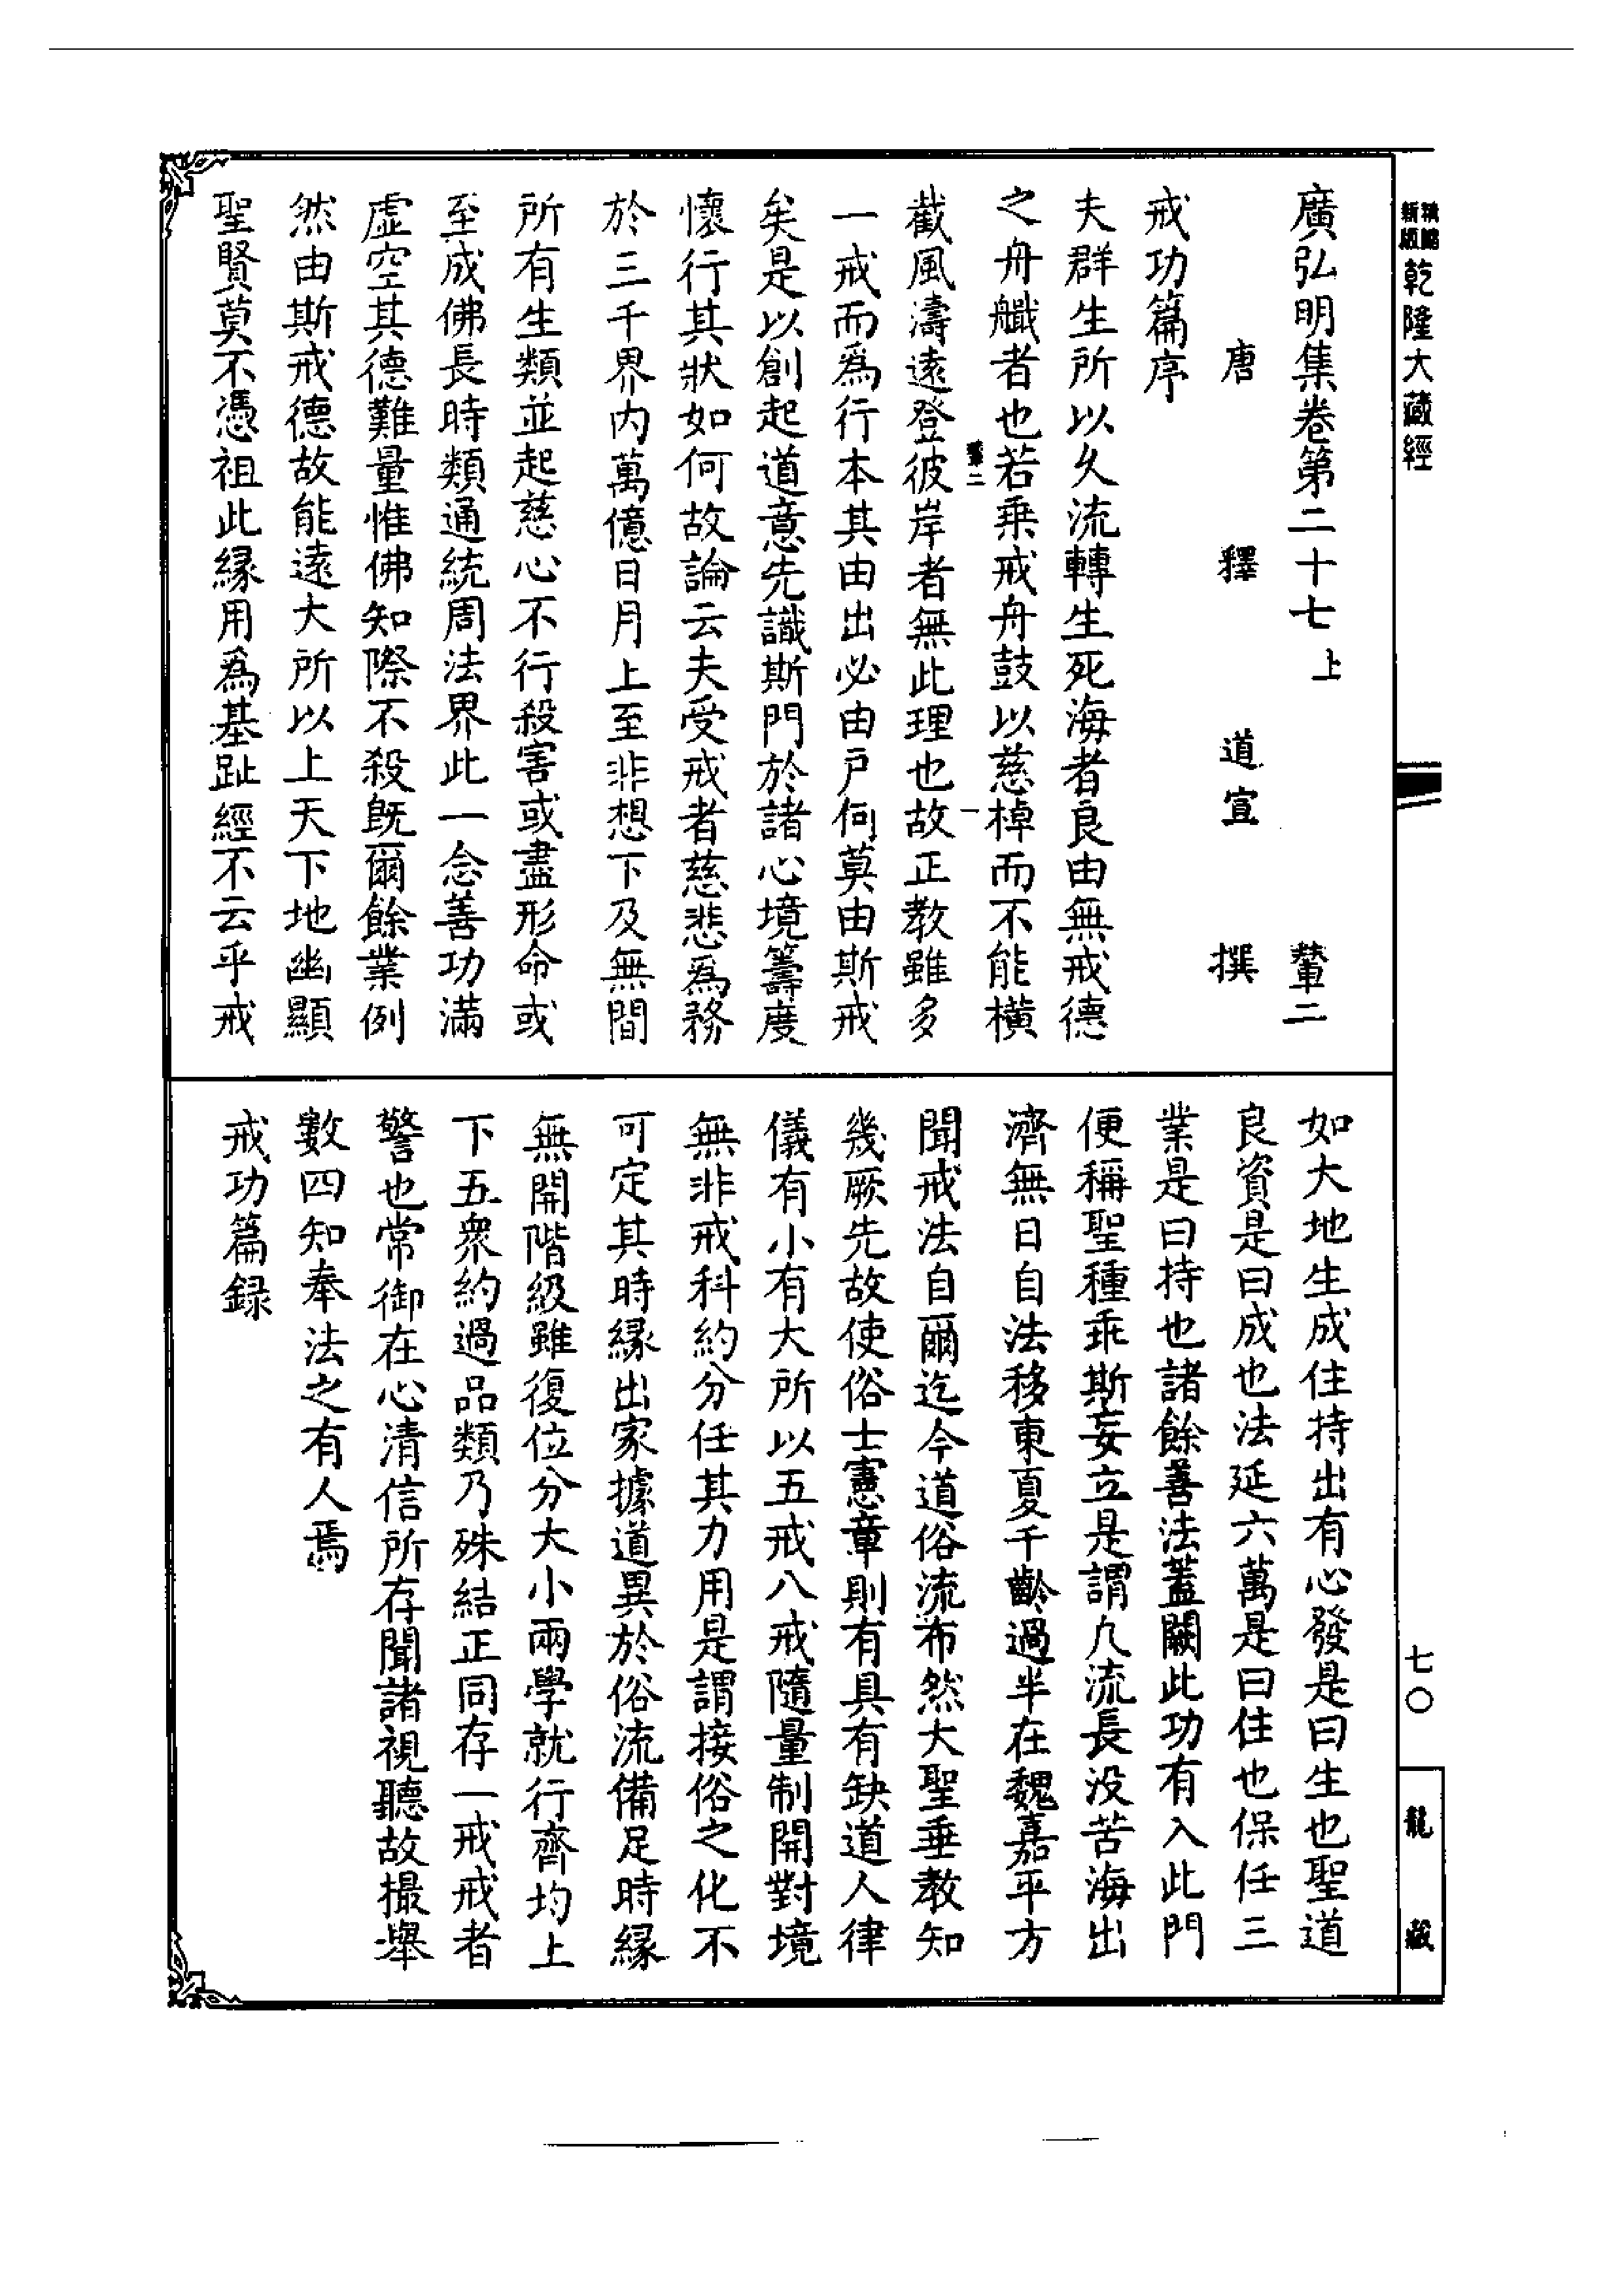 新版
精縮
乾隆大藏經
七〇
龍藏
廣弘明集卷第二十七上 輦二
唐釋道宣撰
戒功篇序
夫群生所以久流轉生死海者良由無戒德
之舟艥者也若乗戒舟鼓以慈棹而不能橫
輦二
一
截風濤遠登彼岸者無此理也故正教雖多
一戒而爲行本其由出必由户何莫由斯戒
矣是以創起道意先識斯門於諸心境籌度
懷行其狀如何故論云夫受戒者慈悲爲務
於三千界内萬億日月上至非想下及無間
所有生類並起慈心不行殺害或盡形命或
至成佛長時類通統周法界此一念善功滿
虚空其德難量惟佛知際不殺既爾餘業例
然由斯戒德故能遠大所以上天下地幽顯
聖賢莫不憑祖此縁用爲基趾經不云乎戒
如大地生成住持出有心發是曰生也聖道
良資是曰成也法延六萬是曰住也保任三
業是曰持也諸餘善法蓋闕此功有入此門
便稱聖種乖斯妄立是謂凡流長没苦海出
濟無日自法移東夏千齡過半在魏嘉平方
聞戒法自爾迄今道俗流布然大聖垂教知
幾厥先故使俗士憲章則有具有缺道人律
儀有小有大所以五戒八戒隨量制開對境
無非戒科約分任其力用是謂接俗之化不
可定其時縁出家據道異於俗流備足時縁
無開階級雖復位分大小兩學就行齊均上
下五衆約過品類乃殊結正同存一戒戒者
警也常御在心清信所存聞諸視聽故撮舉
數四知奉法之有人焉
戒功篇録